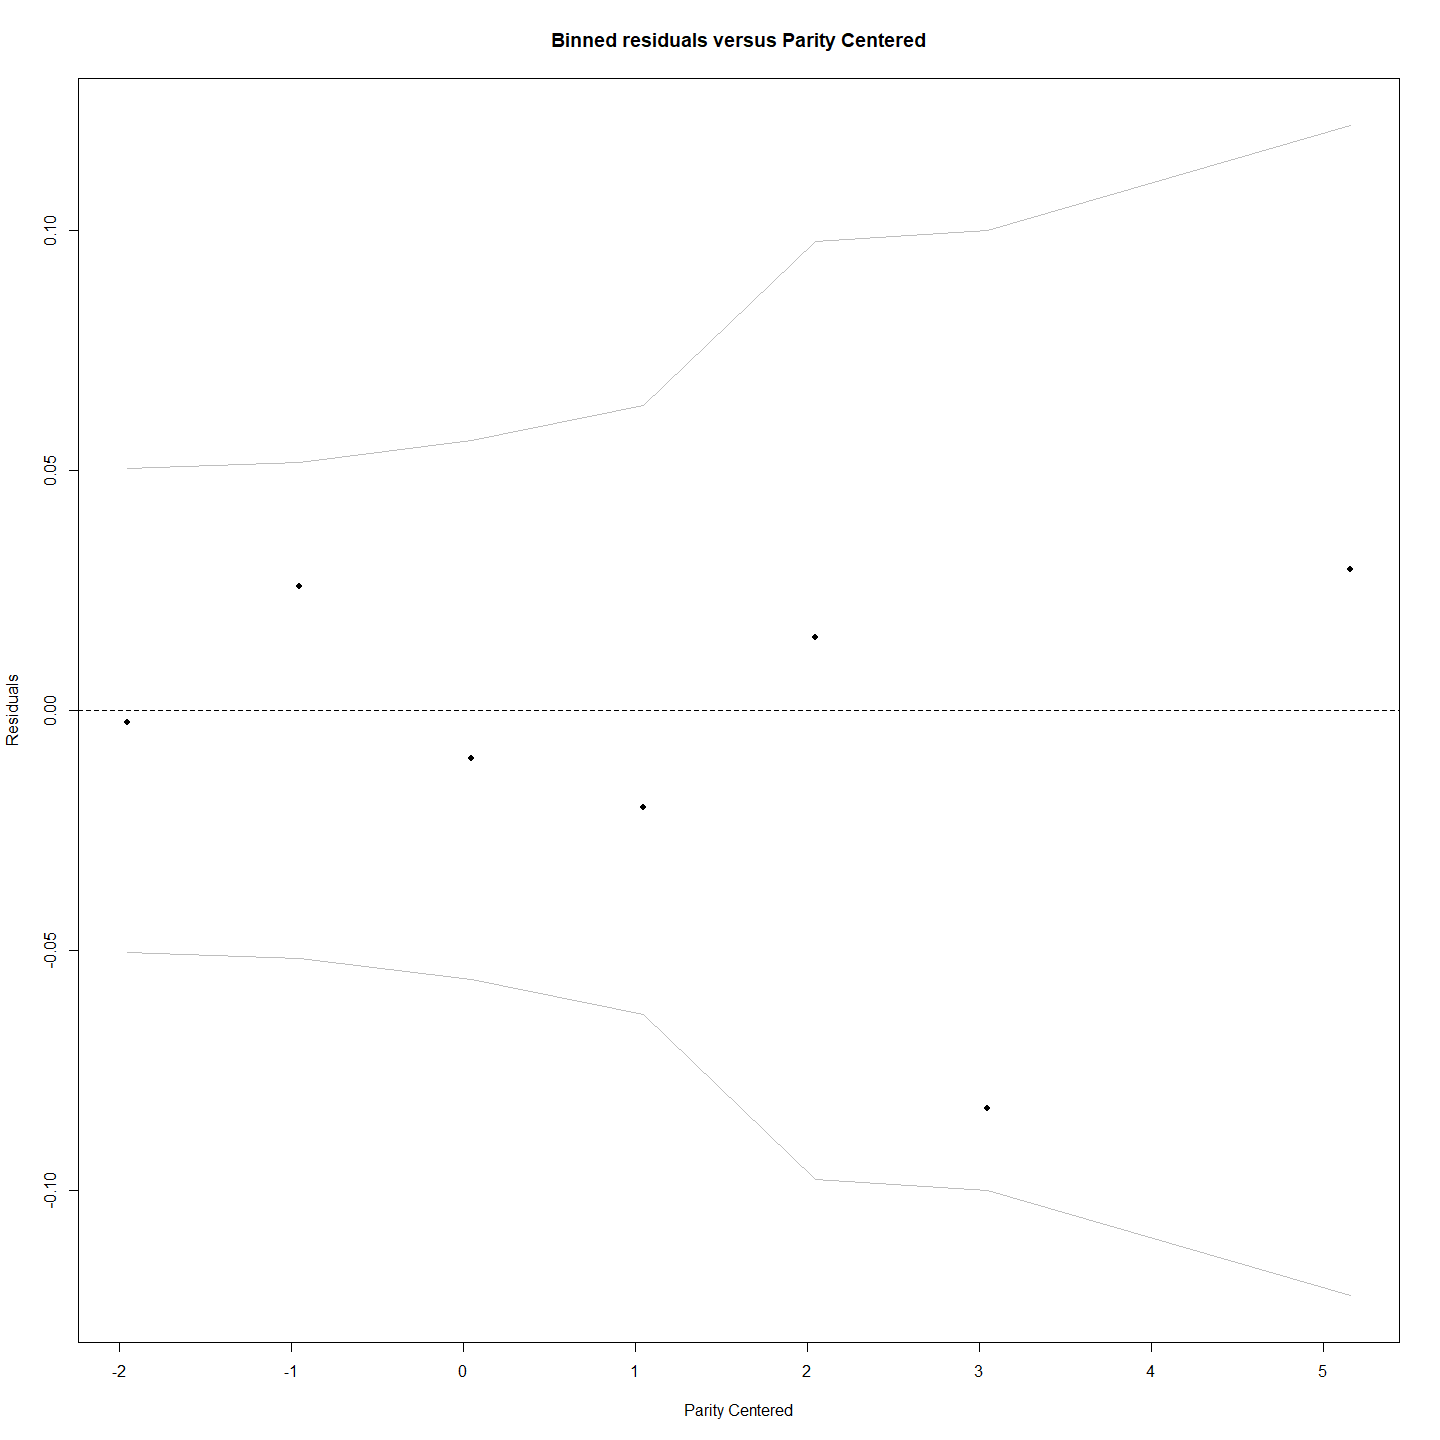 Binned residuals versus Parity Centered
Residuals
0.10
0.05
0.00
-0.05
-0.10
-2 -1 0 1 2 3 4 5
Parity Centered